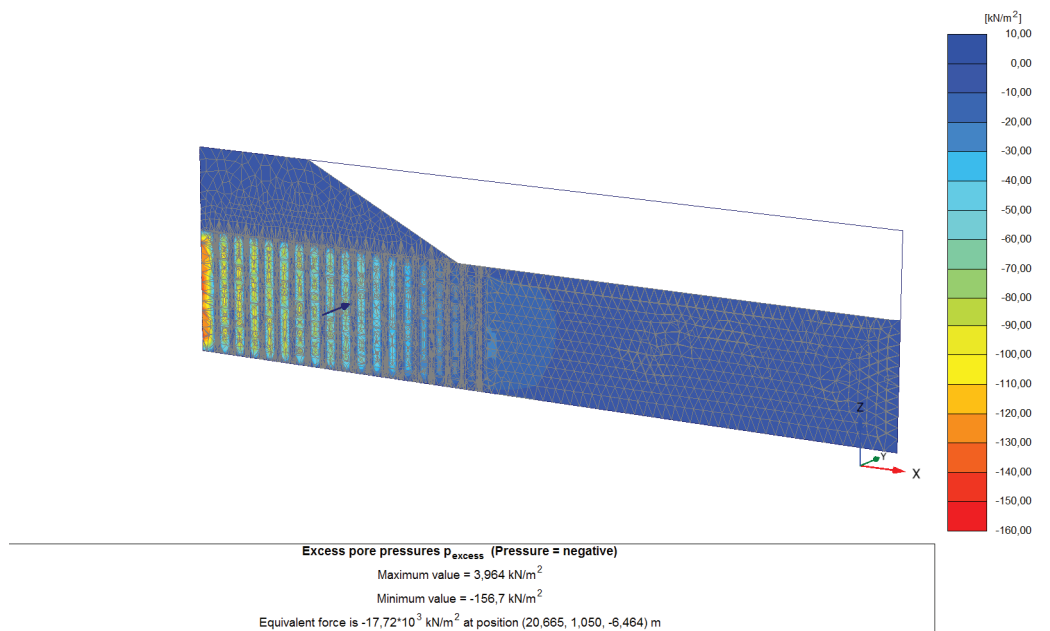 [kN/m²]
10,00
0,00
-10,00
-20,00
-30,00
-40,00
-50,00
-60,00
-70,00
-80,00
-90,00
-100,00
-110,00
-120,00
-130,00
-140,00
-150,00
-160,00
Z
Y
X
Excess pore pressures p_excess (Pressure = negative)
Maximum value = 3,964 kN/m²
Minimum value = -156,7 kN/m²
Equivalent force is -17,72*10³ kN/m² at position (20,665, 1,050, -6,464) m